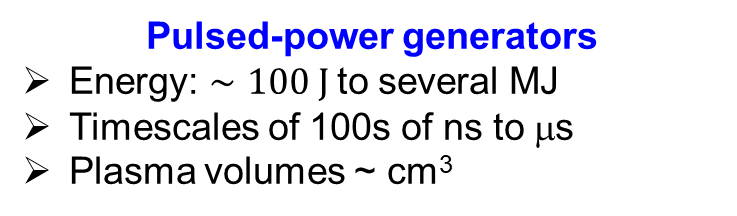 Pulsed-power generators
➢ Energy: ~ 100 J to several MJ
➢ Timescales of 100s of ns to μs
➢ Plasma volumes ~ cm³